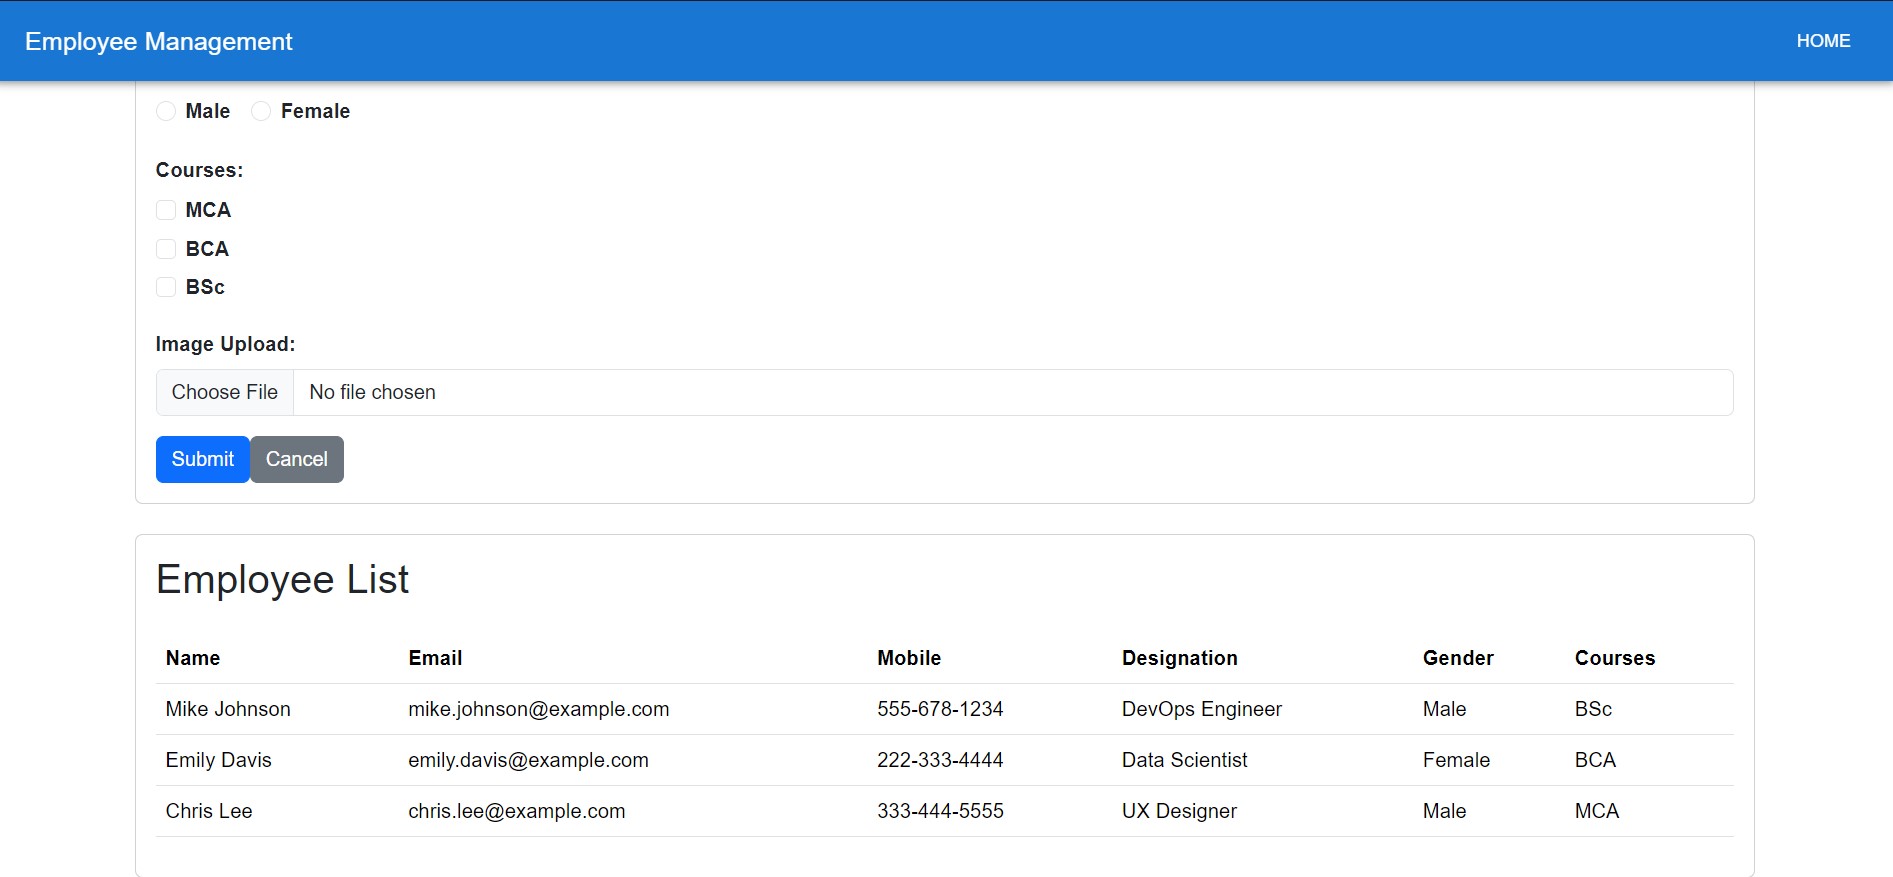 Employee Management HOME
Male Female
Courses:
MCA
BCA
BSc
Image Upload:
Choose File No file chosen
Submit Cancel
Employee List
Name Email Mobile Designation Gender Courses
Mike Johnson mike.johnson@example.com 555-678-1234 DevOps Engineer Male BSc
Emily Davis emily.davis@example.com 222-333-4444 Data Scientist Female BCA
Chris Lee chris.lee@example.com 333-444-5555 UX Designer Male MCA